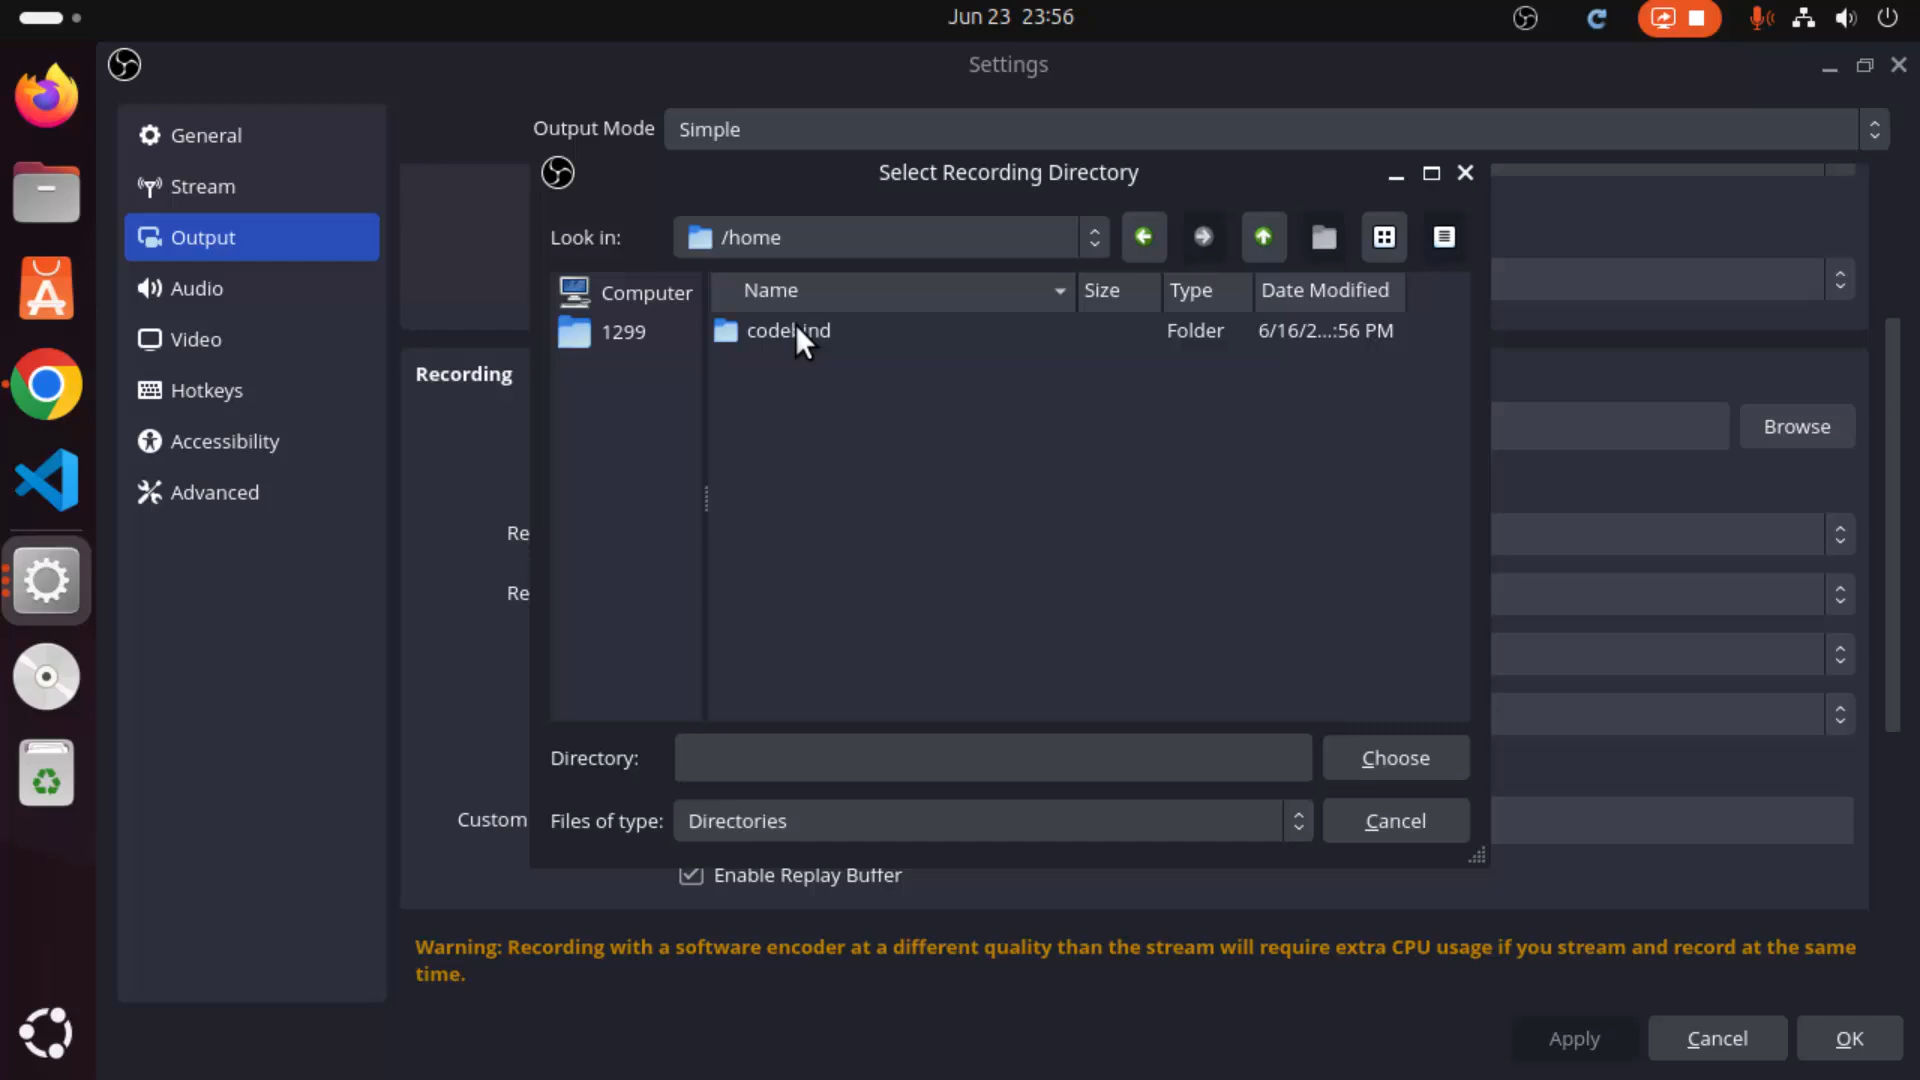 Jun 23 23:56
Settings
General
Stream
Output
Audio
Video
Hotkeys
Accessibility
Advanced
Output Mode
Simple
Select Recording Directory
Look in:
/home
Computer
1299
Name
Size
Type
Date Modified
Folder
6/16/2...:56 PM
Recording
Browse
Re
Re
Directory:
Choose
Custom
Files of type:
Directories
Cancel
Enable Replay Buffer
Warning: Recording with a software encoder at a different quality than the stream will require extra CPU usage if you stream and record at the same
time.
Apply
Cancel
OK